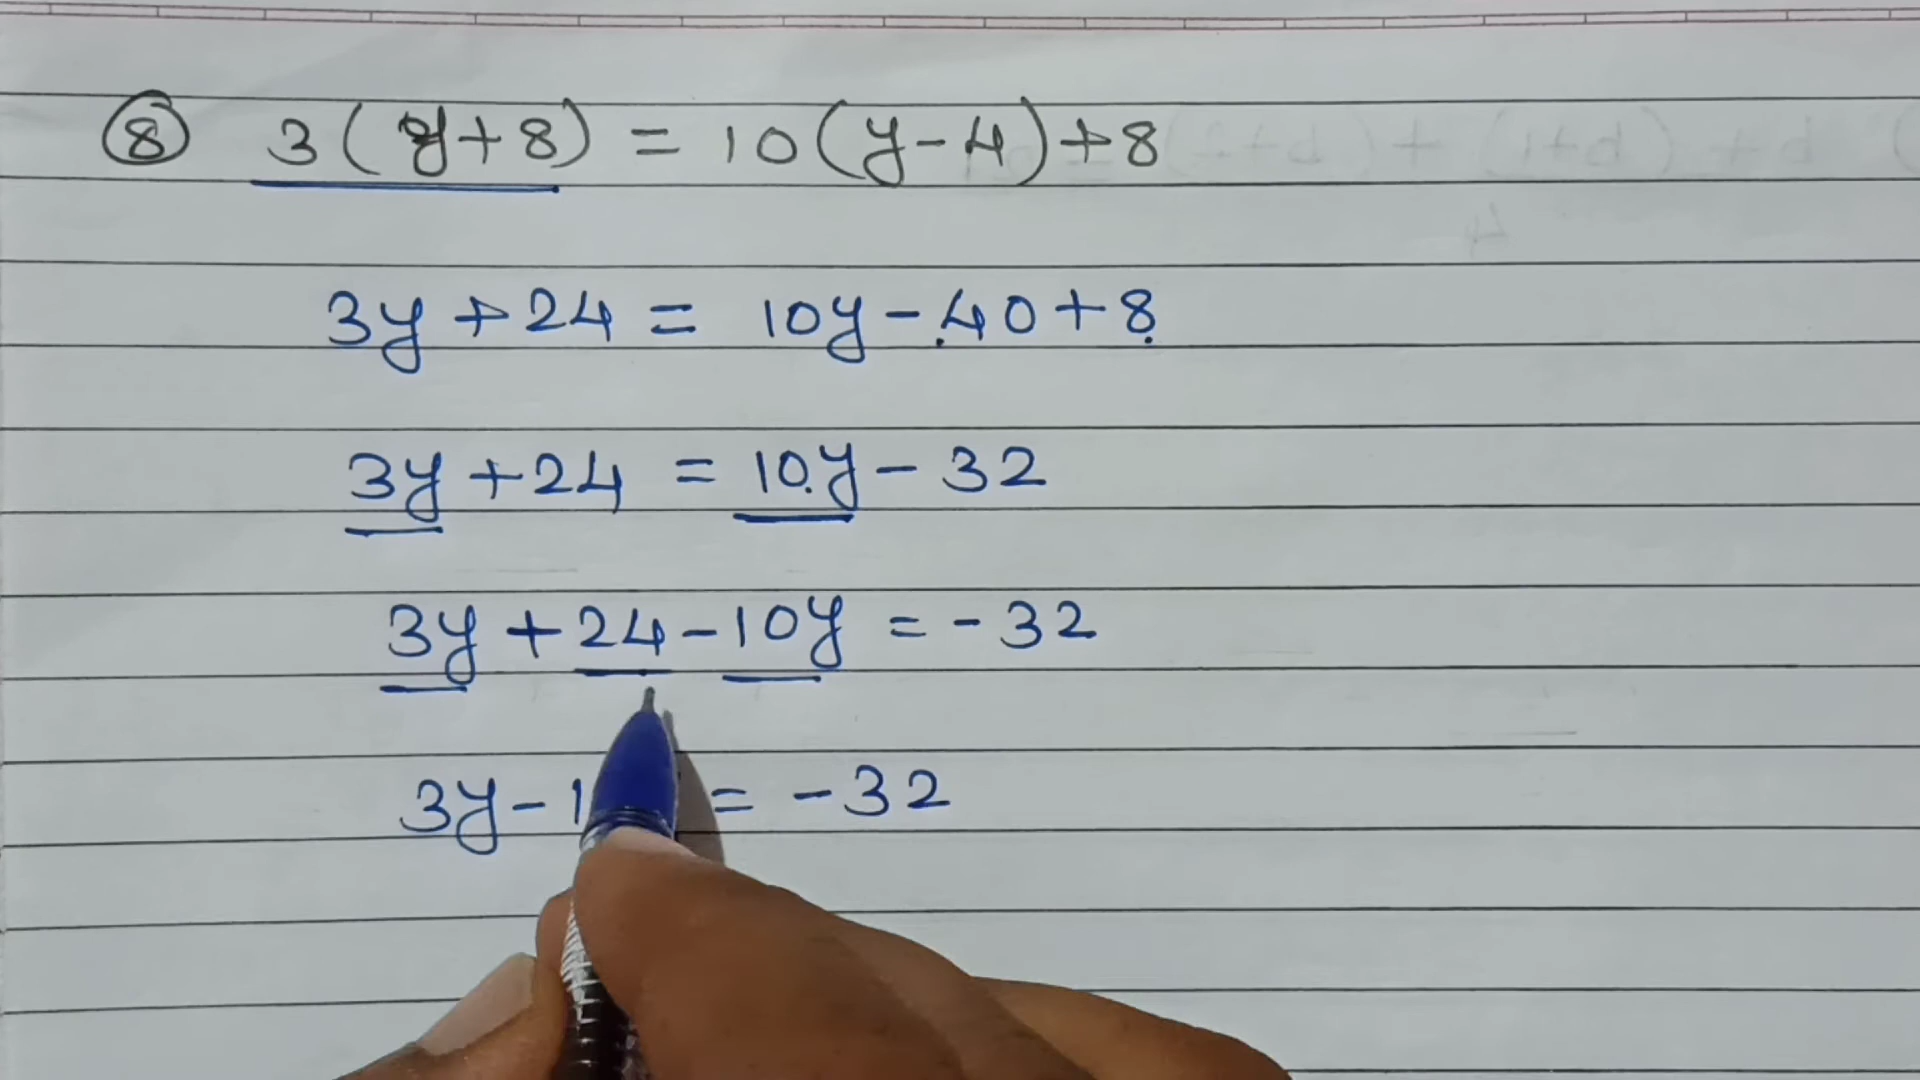 ⑧ 3(y+8) = 10(y-4)+8
3y+24 = 10y-40+8
3y+24 = 10y-32
3y+24-10y = -32
3y-1 = -32